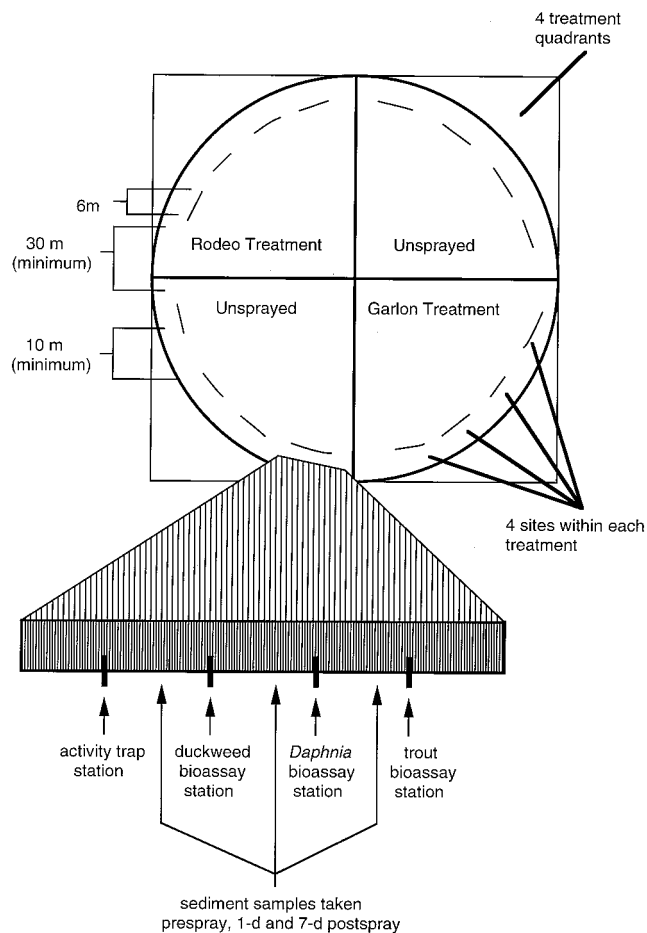 4 treatment
quadrants
6m
30 m
(minimum)
Rodeo Treatment
Unsprayed
Unsprayed
Garlon Treatment
10 m
(minimum)
4 sites within each
treatment
activity trap
station
duckweed
bioassay
station
Daphnia
bioassay
station
trout
bioassay
station
sediment samples taken
prespray, 1-d and 7-d postspray